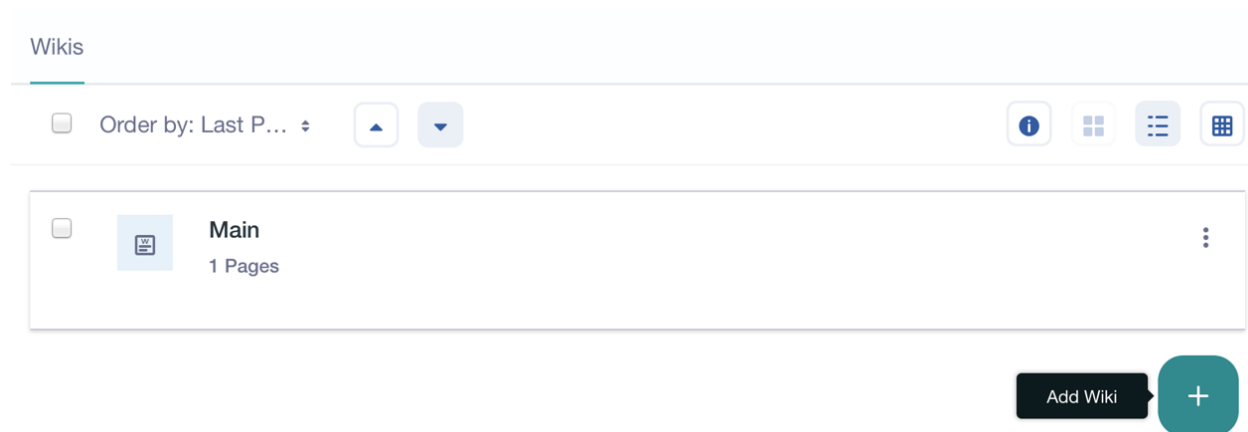 Wikis
Order by: Last P...
Main
W
1 Pages
Add Wiki